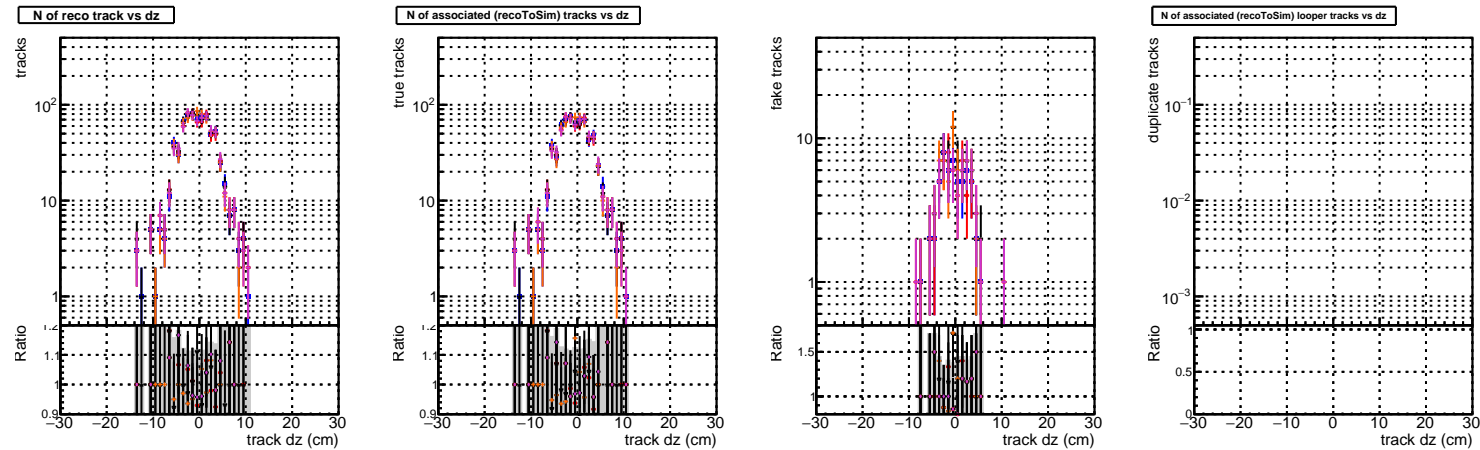 N of reco track vs dz
tracks
10²
10
1
Ratio
1.2
1.1
1
0.9
−30 −20 −10 0 10 20 30
track dz (cm)
N of associated (recoToSim) tracks vs dz
true tracks
10²
10
1
Ratio
1.2
1.1
1
0.9
−30 −20 −10 0 10 20 30
track dz (cm)
fake tracks
10
1
Ratio
1.5
1
−30 −20 −10 0 10 20 30
track dz (cm)
N of associated (recoToSim) looper tracks vs dz
duplicate tracks
10⁻¹
10⁻²
10⁻³
Ratio
1
0.5
0
−30 −20 −10 0 10 20 30
track dz (cm)